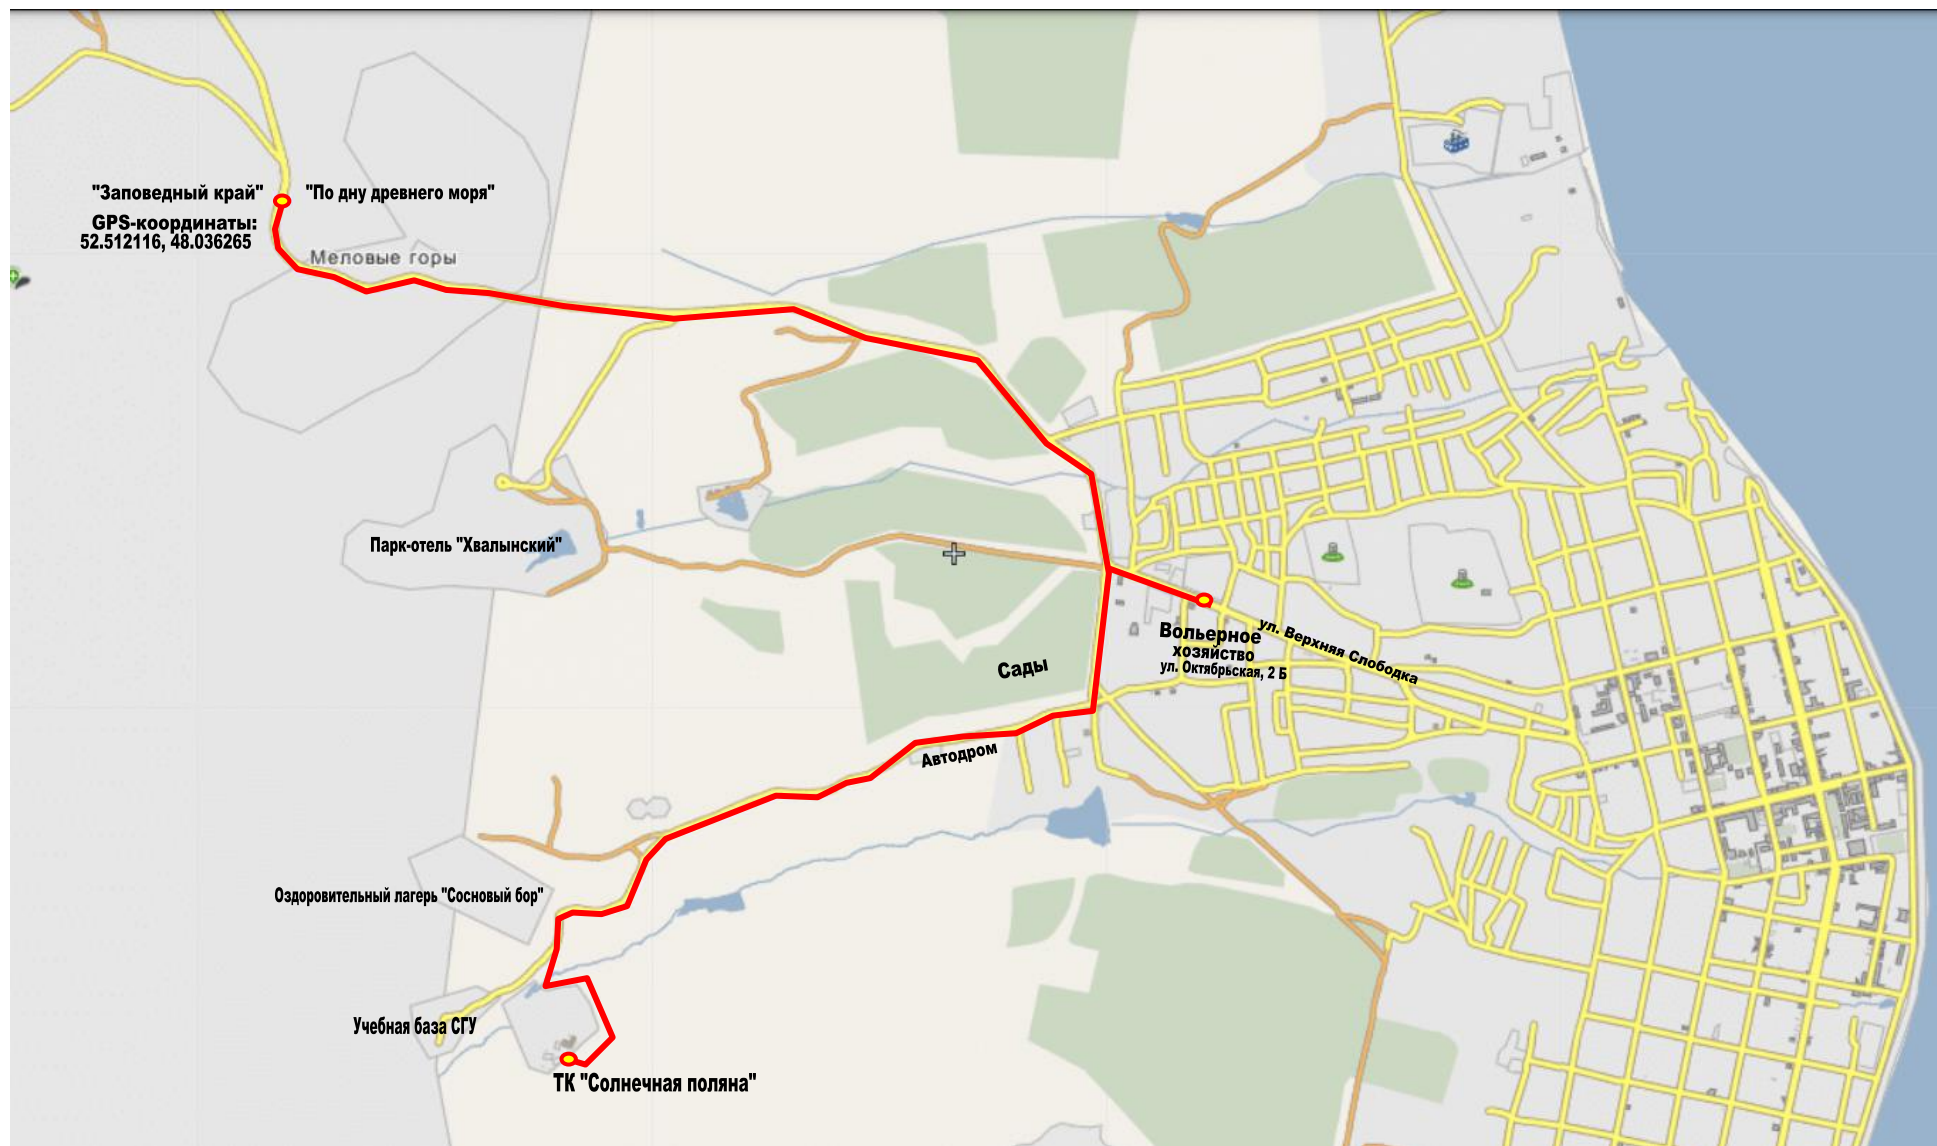 "Заповедный край"
"По дну древнего моря"
GPS-координаты:
52.512116, 48.036265
Меловые горы
Парк-отель "Хвалынский"
Вольерное
хозяйство
ул. Октябрьская, 2 Б
ул. Верхняя Слободка
Сады
Автодром
Оздоровительный лагерь "Сосновый бор"
Учебная база СГУ
ТК "Солнечная поляна"